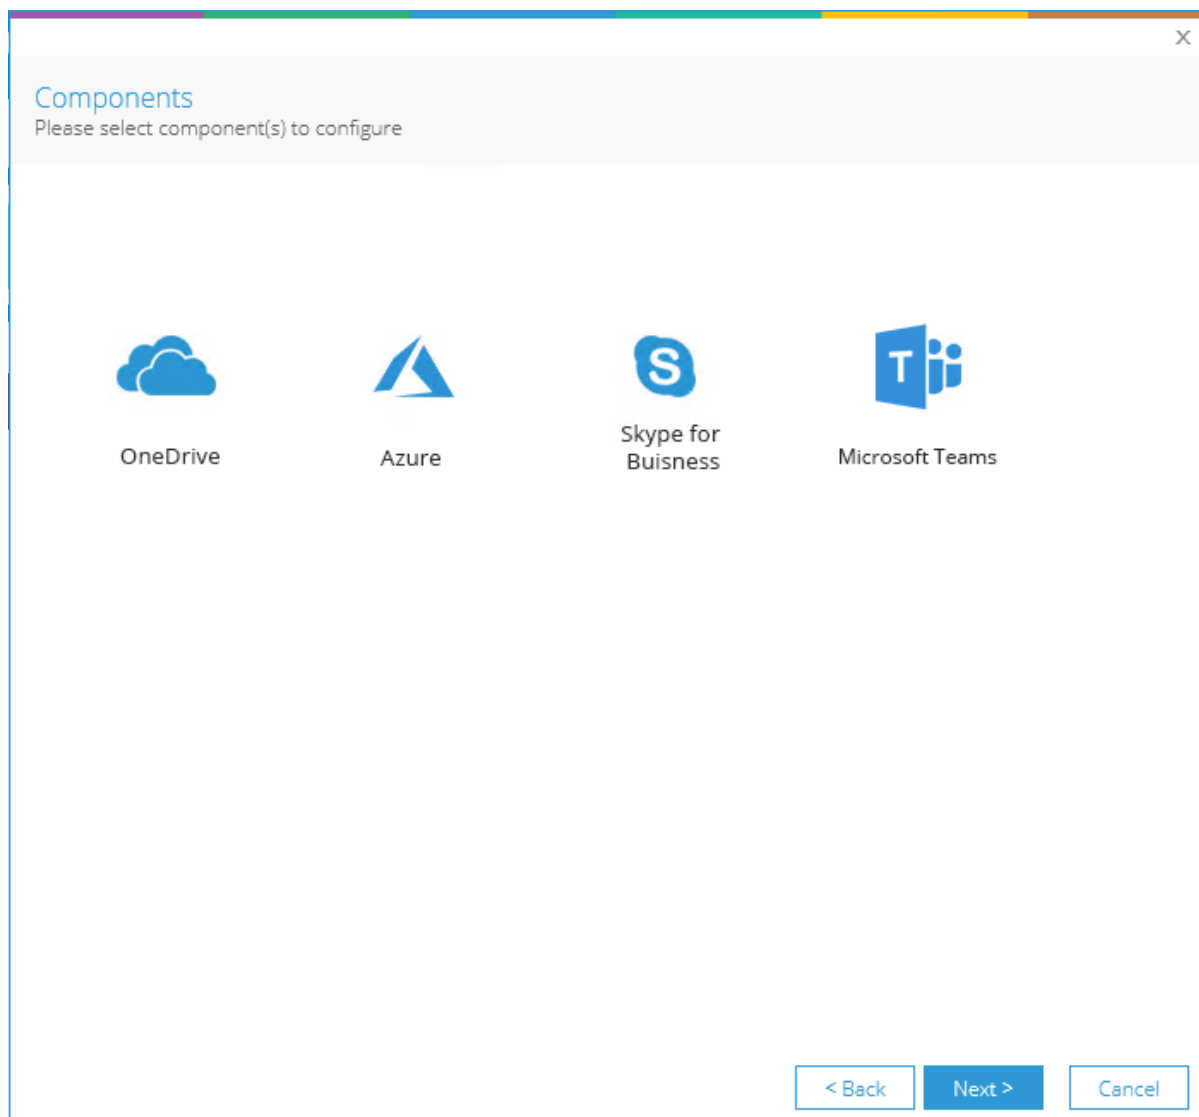 X
Components
Please select component(s) to configure
S
T
OneDrive
Azure
Skype for
Buisness
Microsoft Teams
< Back
Next >
Cancel